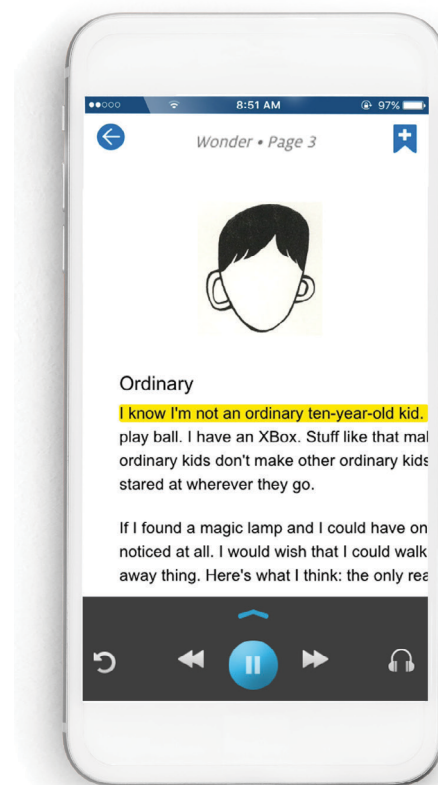 8:51 AM 97%
Wonder • Page 3
Ordinary
I know I'm not an ordinary ten-year-old kid.
play ball. I have an XBox. Stuff like that
ordinary kids don't make other ordinary kids
stared at wherever they go.
If I found a magic lamp and I could have
noticed at all. I would wish that I could walk
away thing. Here's what I think: the only